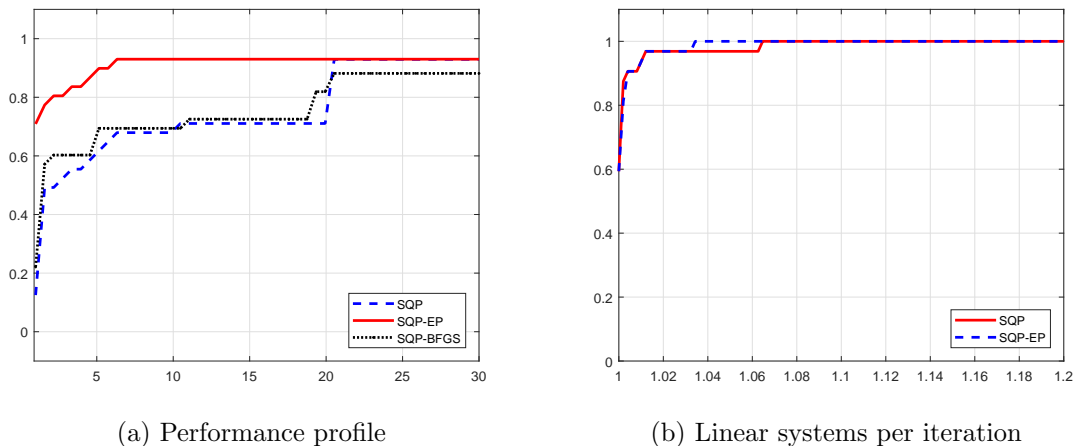 1
0.8
0.6
0.4
0.2
0
5 10 15 20 25 30
SQP
SQP-EP
SQP-BFGS
(a) Performance profile
1
0.8
0.6
0.4
0.2
0
1 1.02 1.04 1.06 1.08 1.1 1.12 1.14 1.16 1.18 1.2
SQP
SQP-EP
(b) Linear systems per iteration